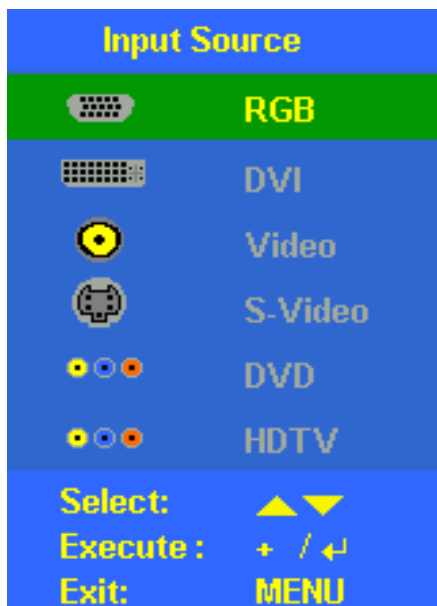 Input Source
RGB
DVI
Video
S-Video
DVD
HDTV
Select: ▲▼
Execute : + / ↵
Exit: MENU